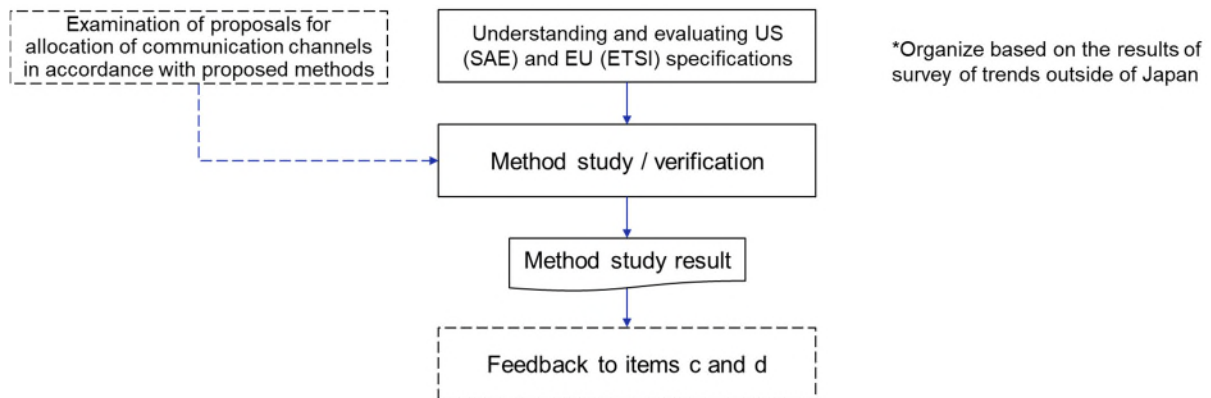 Examination of proposals for
allocation of communication channels
in accordance with proposed methods
Understanding and evaluating US
(SAE) and EU (ETSI) specifications
*Organize based on the results of
survey of trends outside of Japan
Method study / verification
Method study result
Feedback to items c and d